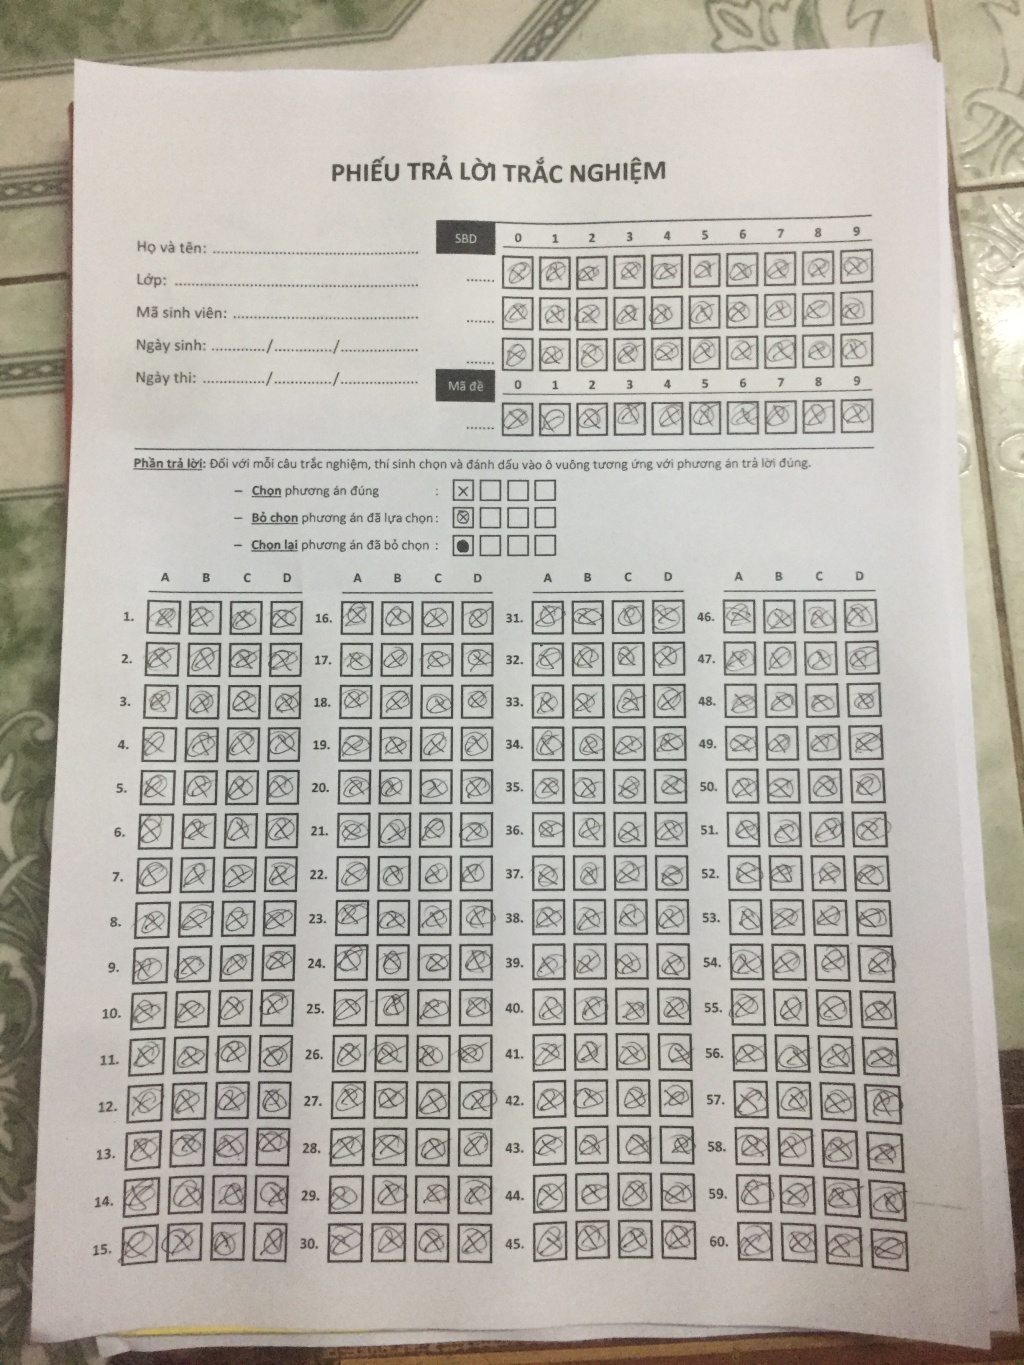 PHIẾU TRẢ LỜI TRẮC NGHIỆM
Họ và tên: ............................................
Lớp: ............................................
Mã sinh viên: ............................................
Ngày sinh: ............./.............../..................
Ngày thi: ............../.............../..................
SBD 0 1 2 3 4 5 6 7 8 9
.......
.......
.......
Mã đề 0 1 2 3 4 5 6 7 8 9
.......
Phần trả lời: Đối với mỗi câu trắc nghiệm, thí sinh chọn và đánh dấu vào ô vuông tương ứng với phương án trả lời đúng.
– Chọn phương án đúng :
– Bỏ chọn phương án đã lựa chọn :
– Chọn lại phương án đã bỏ chọn :
A B C D A B C D A B C D A B C D
1. 16. 31. 46.
2. 17. 32. 47.
3. 18. 33. 48.
4. 19. 34. 49.
5. 20. 35. 50.
6. 21. 36. 51.
7. 22. 37. 52.
8. 23. 38. 53.
9. 24. 39. 54.
10. 25. 40. 55.
11. 26. 41. 56.
12. 27. 42. 57.
13. 28. 43. 58.
14. 29. 44. 59.
15. 30. 45. 60.